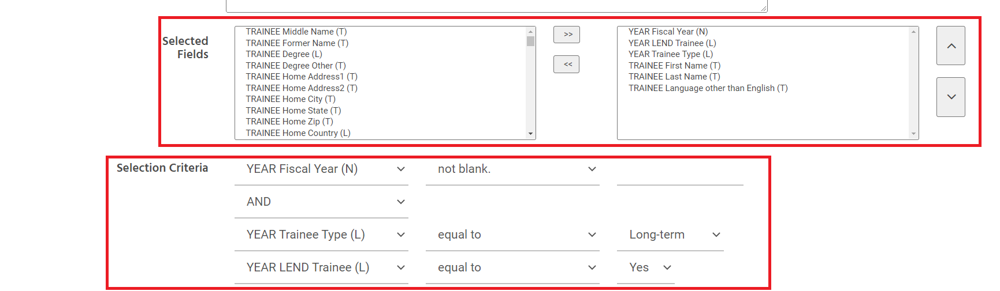 Selected
Fields
TRAINEE Middle Name (T)
TRAINEE Former Name (T)
TRAINEE Degree (L)
TRAINEE Degree Other (T)
TRAINEE Home Address1 (T)
TRAINEE Home Address2 (T)
TRAINEE Home City (T)
TRAINEE Home State (T)
TRAINEE Home Zip (T)
TRAINEE Home Country (L)
>>
<<
YEAR Fiscal Year (N)
YEAR LEND Trainee (L)
YEAR Trainee Type (L)
TRAINEE First Name (T)
TRAINEE Last Name (T)
TRAINEE Language other than English (T)
Selection Criteria
YEAR Fiscal Year (N) not blank.
AND
YEAR Trainee Type (L) equal to Long-term
YEAR LEND Trainee (L) equal to Yes